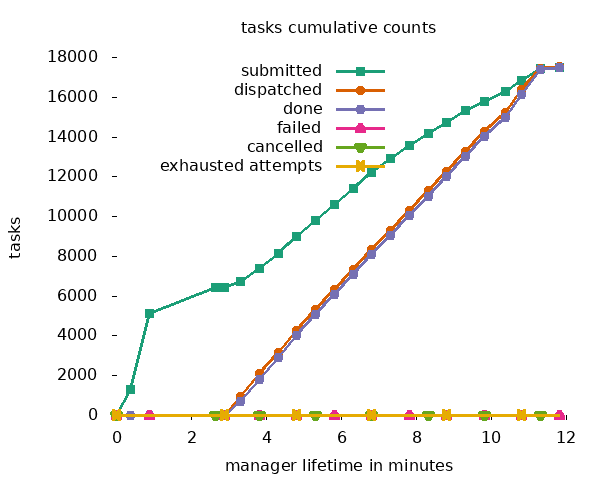 tasks cumulative counts
18000
16000
14000
12000
10000
8000
6000
4000
2000
0
tasks
submitted
dispatched
done
failed
cancelled
exhausted attempts
0 2 4 6 8 10 12
manager lifetime in minutes